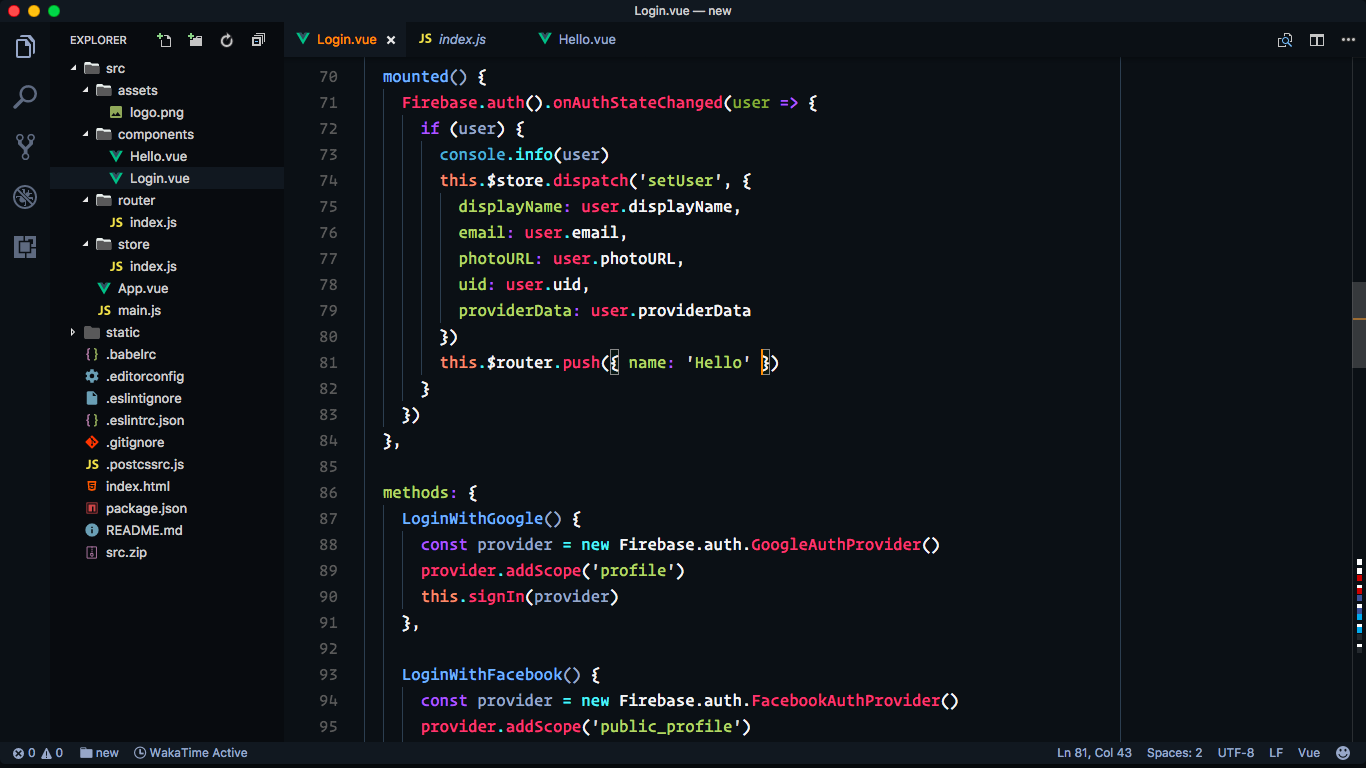 Login.vue — new
EXPLORER
src
assets
logo.png
components
Hello.vue
Login.vue
router
JS index.js
store
JS index.js
App.vue
JS main.js
static
{ } .babelrc
.editorconfig
.eslintignore
{ } .eslintrc.json
.gitignore
JS .postcssrc.js
index.html
package.json
README.md
src.zip
Login.vue × JS index.js Hello.vue
70 mounted() {
71 Firebase.auth().onAuthStateChanged(user => {
72 if (user) {
73 console.info(user)
74 this.$store.dispatch('setUser', {
75 displayName: user.displayName,
76 email: user.email,
77 photoURL: user.photoURL,
78 uid: user.uid,
79 providerData: user.providerData
80 })
81 this.$router.push({ name: 'Hello' })
82 }
83 })
84 },
85
86 methods: {
87 LoginWithGoogle() {
88 const provider = new Firebase.auth.GoogleAuthProvider()
89 provider.addScope('profile')
90 this.signIn(provider)
91 },
92
93 LoginWithFacebook() {
94 const provider = new Firebase.auth.FacebookAuthProvider()
95 provider.addScope('public_profile')
0 0 new WakaTime Active Ln 81, Col 43 Spaces: 2 UTF-8 LF Vue